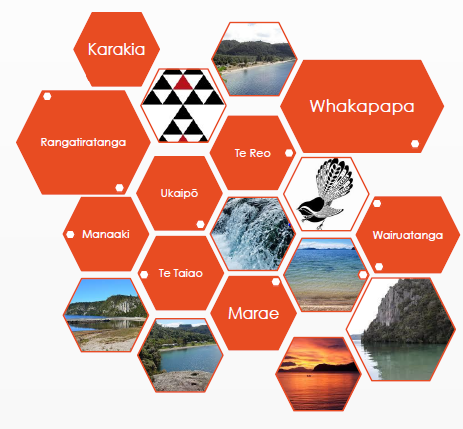 Karakia
Whakapapa
Rangatiratanga
Te Reo
Ukaipō
Manaaki
Wairuatanga
Te Taiao
Marae